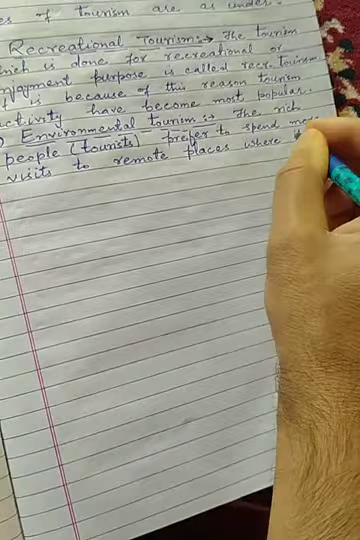 of tourism are as under.
Recreational Tourism:→ The tourism
which is done for recreational or
enjoyment purpose is called recr. tourism
It is because of this reason tourism
activity have become most popular.
Environmental tourism:→ The rich
people (tourists) prefer to spend more
visits to remote places where